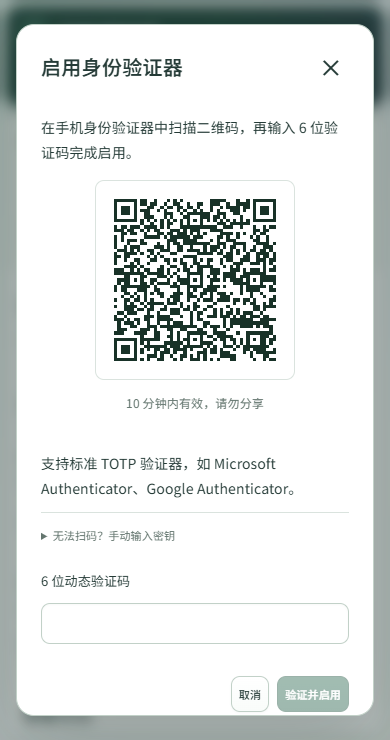 启用身份验证器
在手机身份验证器中扫描二维码，再输入 6 位验
证码完成启用。
10 分钟内有效，请勿分享
支持标准 TOTP 验证器，如 Microsoft
Authenticator、Google Authenticator。
无法扫码？手动输入密钥
6 位动态验证码
取消
验证并启用